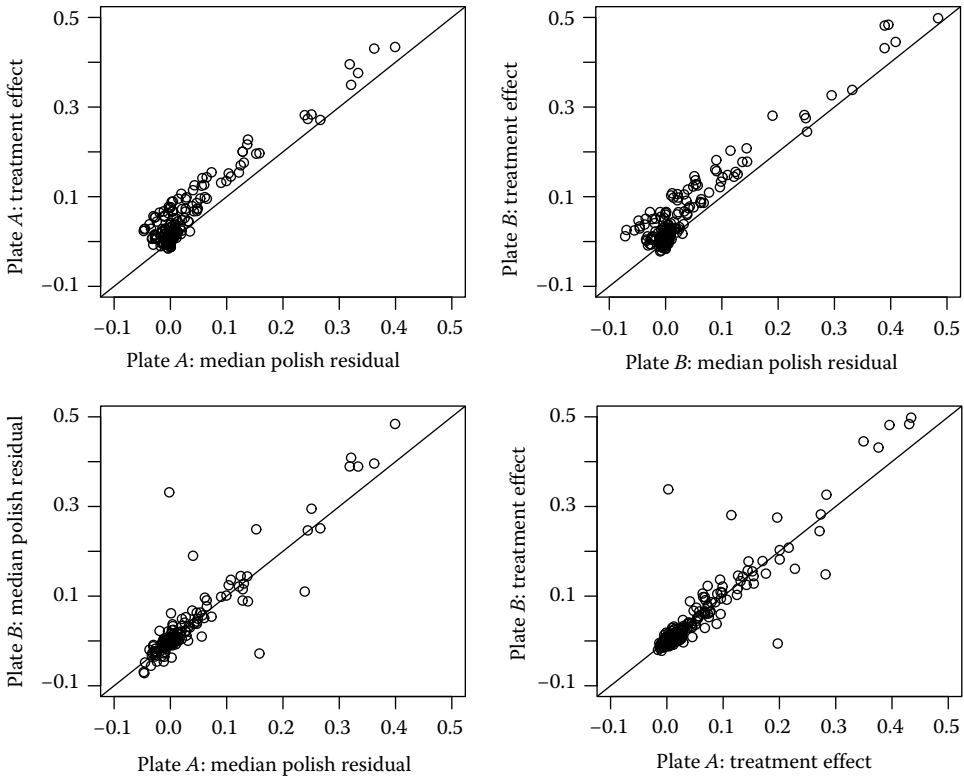 Plate A: treatment effect
0.5
0.3
0.1
−0.1
−0.1 0.0 0.1 0.2 0.3 0.4 0.5
Plate A: median polish residual
Plate B: treatment effect
0.5
0.3
0.1
−0.1
−0.1 0.0 0.1 0.2 0.3 0.4 0.5
Plate B: median polish residual
Plate B: median polish residual
0.5
0.3
0.1
−0.1
−0.1 0.0 0.1 0.2 0.3 0.4 0.5
Plate A: median polish residual
Plate B: treatment effect
0.5
0.3
0.1
−0.1
−0.1 0.0 0.1 0.2 0.3 0.4 0.5
Plate A: treatment effect